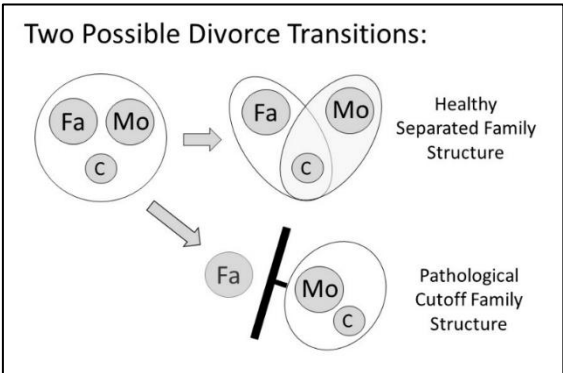 Two Possible Divorce Transitions:
Fa Mo
C
Fa Mo
C
Healthy
Separated Family
Structure
Fa
Mo
C
Pathological
Cutoff Family
Structure